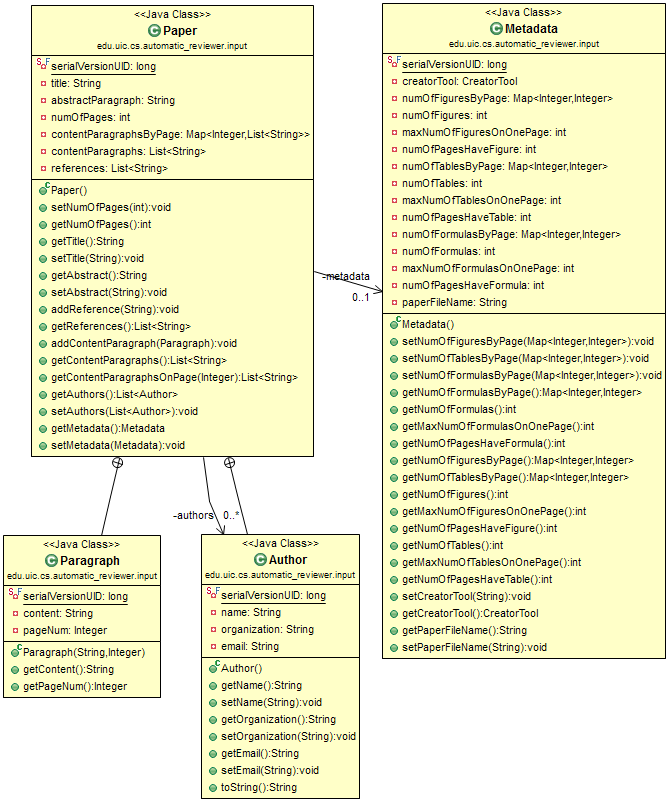 <<Java Class>>
Paper
edu.uic.cs.automatic_reviewer.input
serialVersionUID: long
title: String
abstractParagraph: String
numOfPages: int
contentParagraphsByPage: Map<Integer,List<String>>
contentParagraphs: List<String>
references: List<String>
Paper()
setNumOfPages(int):void
getNumOfPages():int
getTitle():String
setTitle(String):void
getAbstract():String
setAbstract(String):void
addReference(String):void
getReferences():List<String>
addContentParagraph(Paragraph):void
getContentParagraphs():List<String>
getContentParagraphsOnPage(Integer):List<String>
getAuthors():List<Author>
setAuthors(List<Author>):void
getMetadata():Metadata
setMetadata(Metadata):void
-metadata
0..1
<<Java Class>>
Metadata
edu.uic.cs.automatic_reviewer.input
serialVersionUID: long
creatorTool: CreatorTool
numOfFiguresByPage: Map<Integer,Integer>
numOfFigures: int
maxNumOfFiguresOnOnePage: int
numOfPagesHaveFigure: int
numOfTablesByPage: Map<Integer,Integer>
numOfTables: int
maxNumOfTablesOnOnePage: int
numOfPagesHaveTable: int
numOfFormulasByPage: Map<Integer,Integer>
numOfFormulas: int
maxNumOfFormulasOnOnePage: int
numOfPagesHaveFormula: int
paperFileName: String
Metadata()
setNumOfFiguresByPage(Map<Integer,Integer>):void
setNumOfTablesByPage(Map<Integer,Integer>):void
setNumOfFormulasByPage(Map<Integer,Integer>):void
getNumOfFormulasByPage():Map<Integer,Integer>
getNumOfFormulas():int
getMaxNumOfFormulasOnOnePage():int
getNumOfPagesHaveFormula():int
getNumOfFiguresByPage():Map<Integer,Integer>
getNumOfTablesByPage():Map<Integer,Integer>
getNumOfFigures():int
getMaxNumOfFiguresOnOnePage():int
getNumOfPagesHaveFigure():int
getNumOfTables():int
getMaxNumOfTablesOnOnePage():int
getNumOfPagesHaveTable():int
setCreatorTool(String):void
getCreatorTool():CreatorTool
getPaperFileName():String
setPaperFileName(String):void
-authors
0..*
<<Java Class>>
Paragraph
edu.uic.cs.automatic_reviewer.input
serialVersionUID: long
content: String
pageNum: Integer
Paragraph(String,Integer)
getContent():String
getPageNum():Integer
<<Java Class>>
Author
edu.uic.cs.automatic_reviewer.input
serialVersionUID: long
name: String
organization: String
email: String
Author()
getName():String
setName(String):void
getOrganization():String
setOrganization(String):void
getEmail():String
setEmail(String):void
toString():String